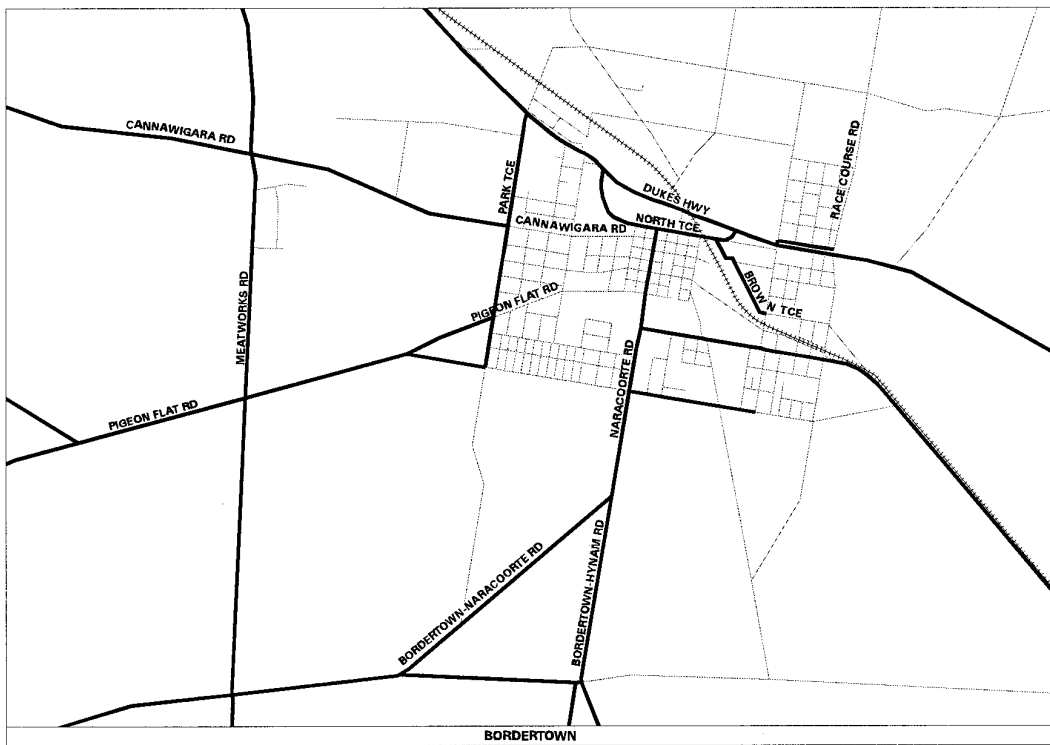 CANNAWIGARA RD
PARK TCE
RACE COURSE RD
DUKES HWY
CANNAWIGARA RD
NORTH TCE
MEATWORKS RD
PIGEON FLAT RD
BROWN TCE
NARACOORTE RD
PIGEON FLAT RD
BORDERTOWN-NARACOORTE RD
BORDERTOWN-HYNAM RD
BORDERTOWN